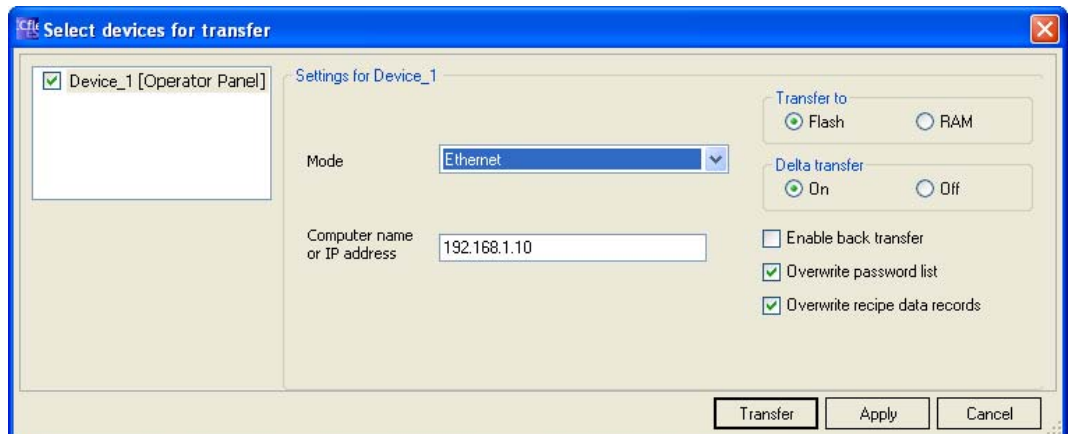 Select devices for transfer
Device_1 [Operator Panel]
Settings for Device_1
Transfer to
Flash RAM
Mode Ethernet
Delta transfer
On Off
Computer name
or IP address 192.168.1.10
Enable back transfer
Overwrite password list
Overwrite recipe data records
Transfer Apply Cancel